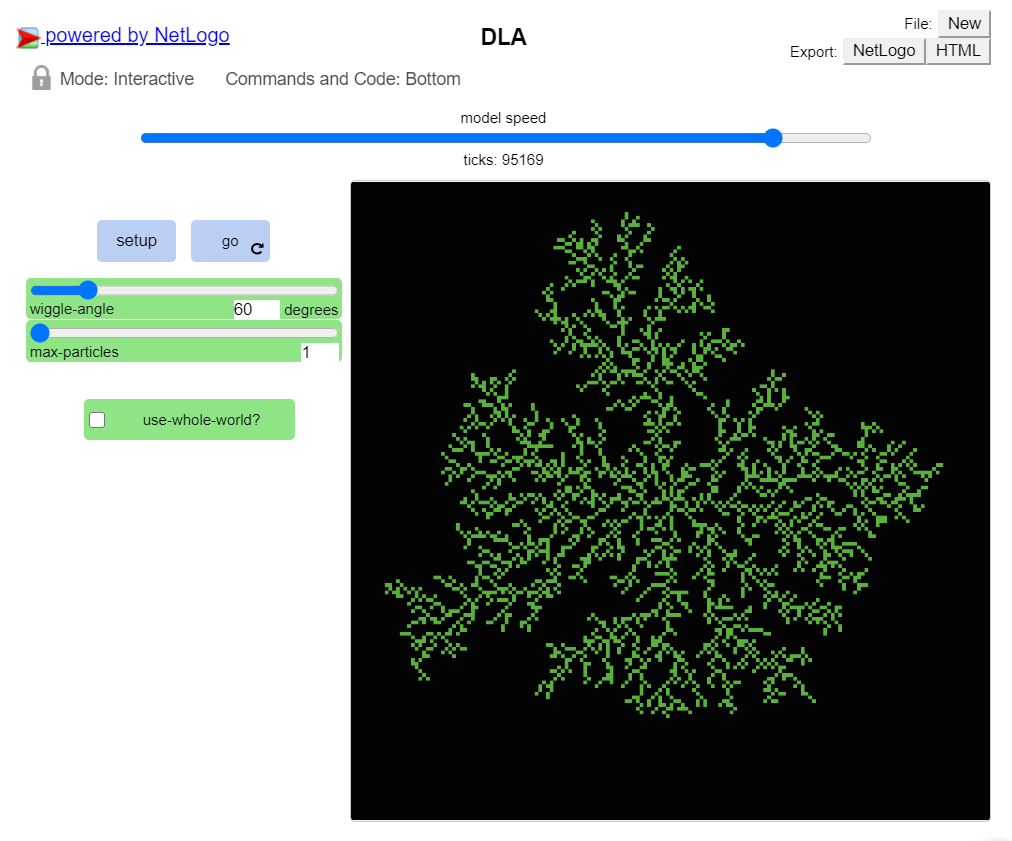 powered by NetLogo
DLA
File: New
Export: NetLogo HTML
Mode: Interactive Commands and Code: Bottom
model speed
ticks: 95169
setup go
wiggle-angle 60 degrees
max-particles 1
use-whole-world?